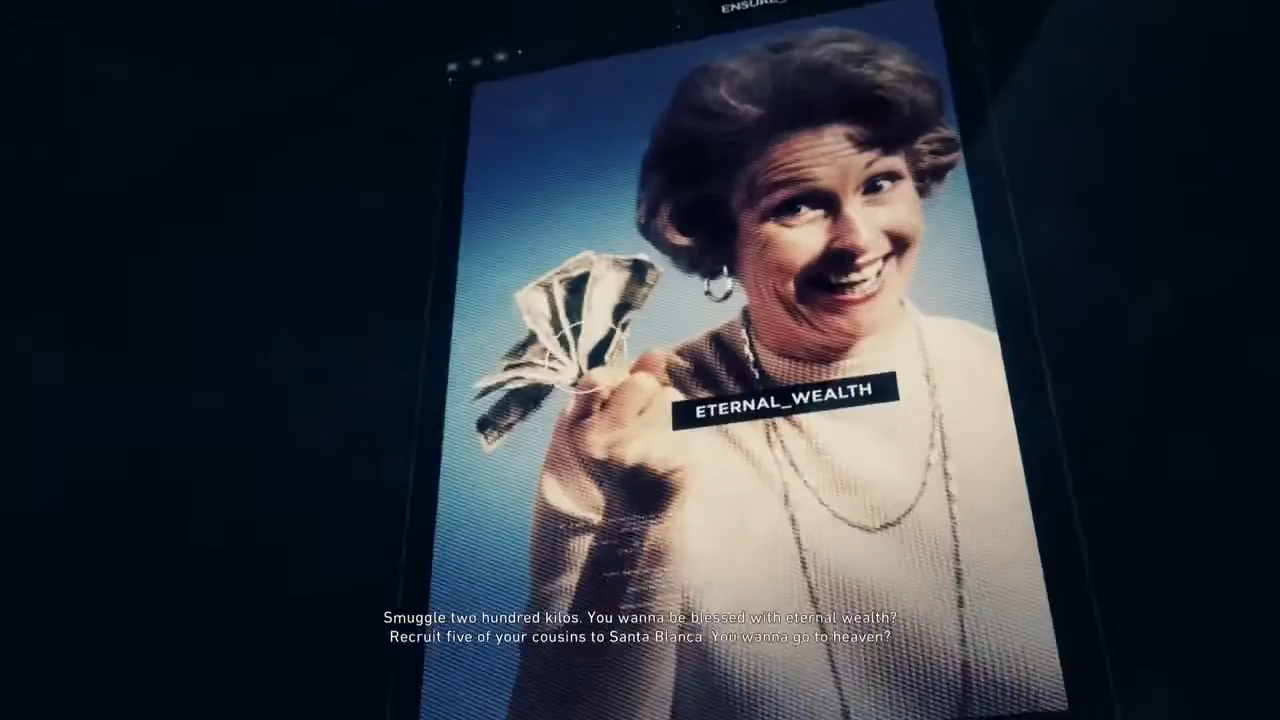 ENSURE_
ETERNAL_WEALTH
Smuggle two hundred kilos. You wanna be blessed with eternal wealth?
Recruit five of your cousins to Santa Blanca. You wanna go to heaven?